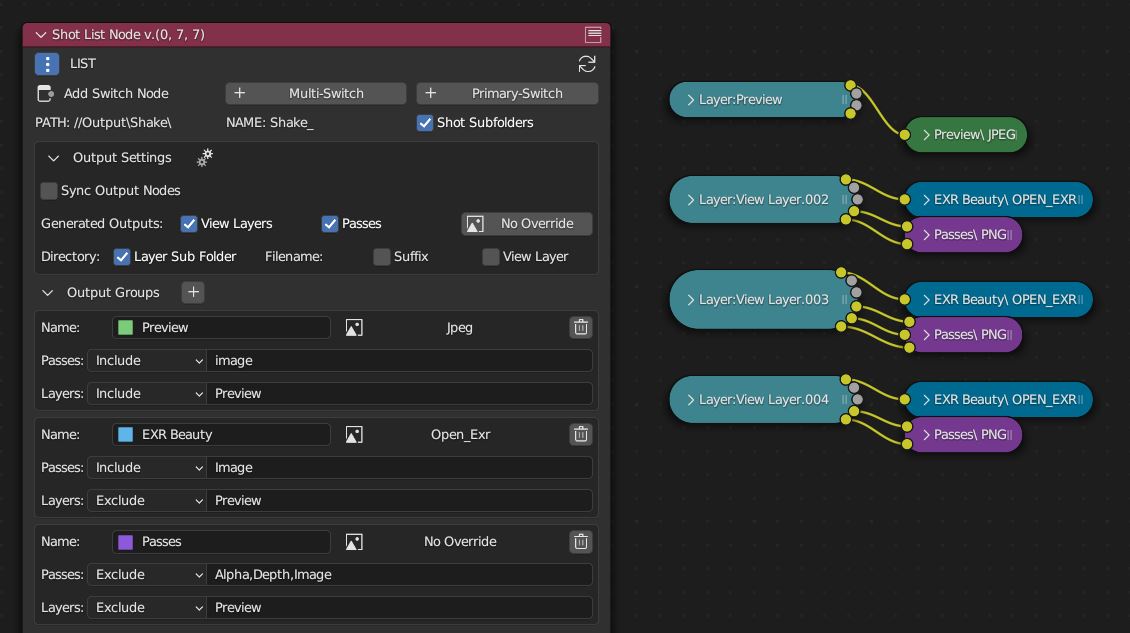 Shot List Node v.(0, 7, 7)
LIST
Add Switch Node
+ Multi-Switch
+ Primary-Switch
PATH: //Output\Shake\
NAME: Shake_
Shot Subfolders
Output Settings
Sync Output Nodes
Generated Outputs:
View Layers
Passes
No Override
Directory:
Layer Sub Folder
Filename:
Suffix
View Layer
Output Groups
+
Name:
Preview
Jpeg
Passes:
Include
image
Layers:
Include
Preview
Name:
EXR Beauty
Open_Exr
Passes:
Include
Image
Layers:
Exclude
Preview
Name:
Passes
No Override
Passes:
Exclude
Alpha,Depth,Image
Layers:
Exclude
Preview
Layer:Preview
Preview\ JPEG
Layer:View Layer.002
EXR Beauty\ OPEN_EXR
Passes\ PNG
Layer:View Layer.003
EXR Beauty\ OPEN_EXR
Passes\ PNG
Layer:View Layer.004
EXR Beauty\ OPEN_EXR
Passes\ PNG